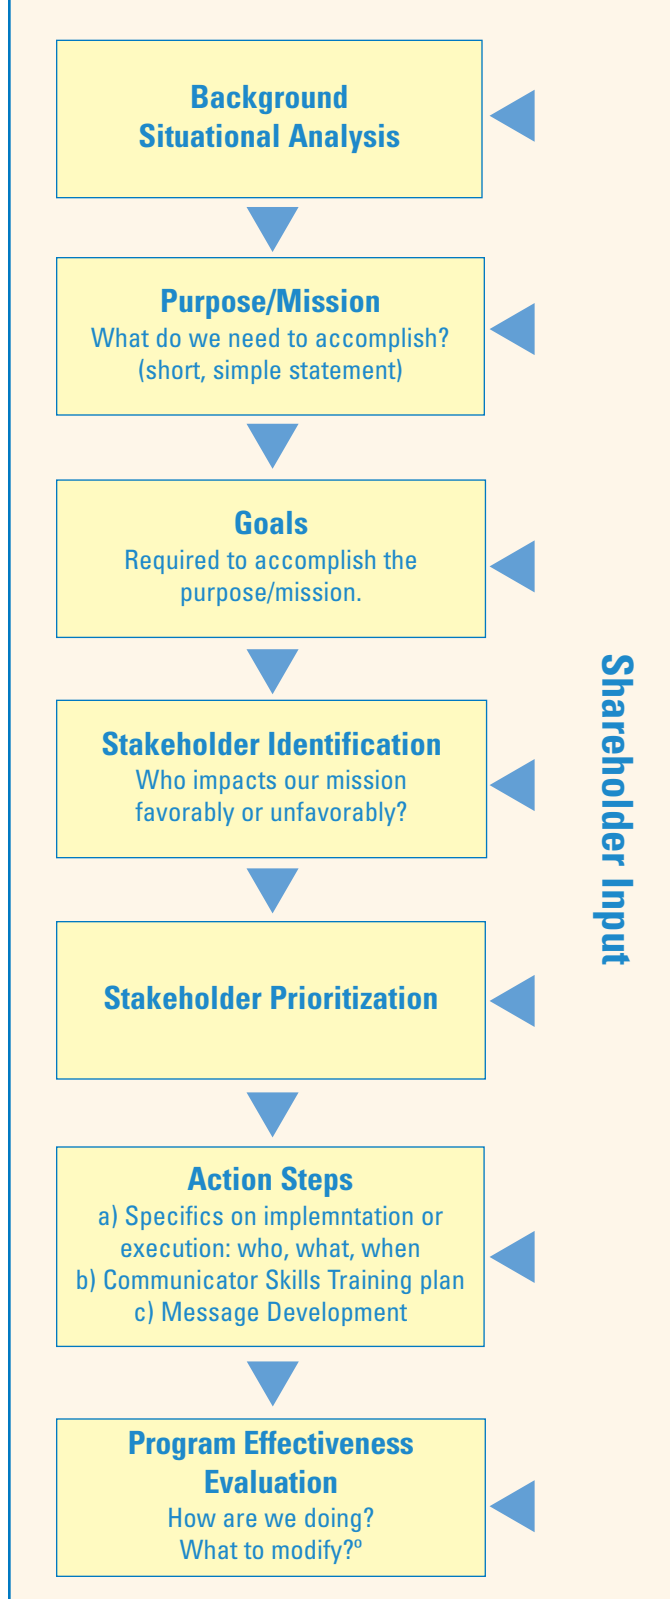 Background
Situational Analysis
Purpose/Mission
What do we need to accomplish?
(short, simple statement)
Goals
Required to accomplish the
purpose/mission.
Stakeholder Identification
Who impacts our mission
favorably or unfavorably?
Stakeholder Prioritization
Action Steps
a) Specifics on implemntation or
execution: who, what, when
b) Communicator Skills Training plan
c) Message Development
Program Effectiveness
Evaluation
How are we doing?
What to modify?º
Shareholder Input